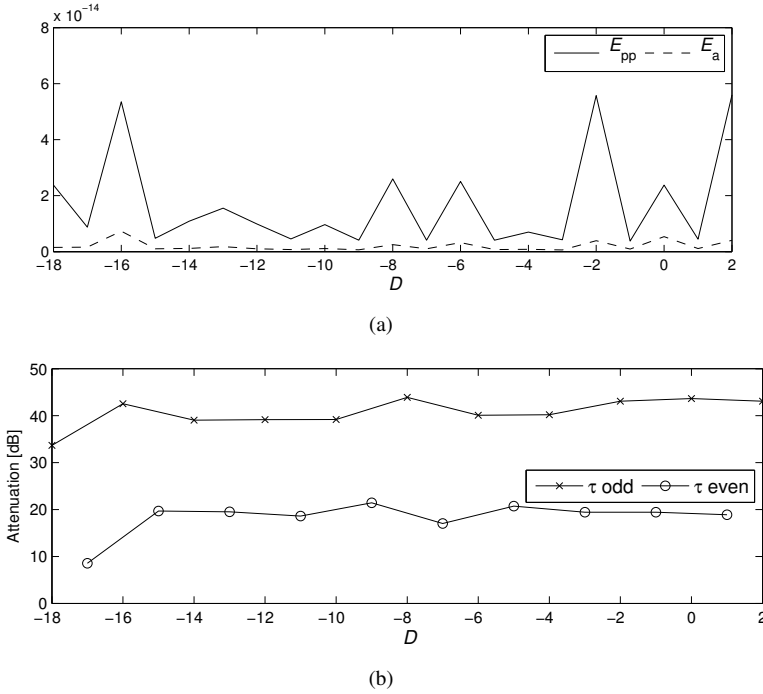 x 10⁻¹⁴
8
6
4
2
0
E_pp E_a
−18 −16 −14 −12 −10 −8 −6 −4 −2 0 2
D
(a)
50
40
30
20
10
0
Attenuation [dB]
τ odd τ even
−18 −16 −14 −12 −10 −8 −6 −4 −2 0 2
D
(b)